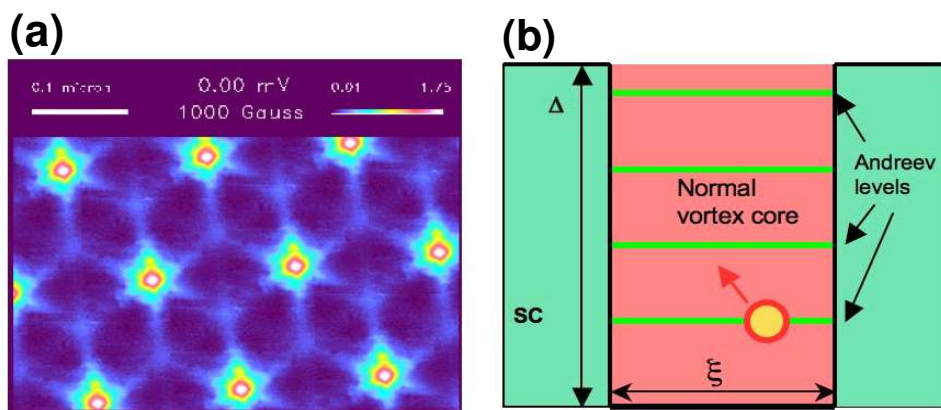 (a)
0.1 micron 0.00 mV 0.01 1.75
1000 Gauss
(b)
Δ
Andreev
levels
Normal
vortex core
SC
ξ